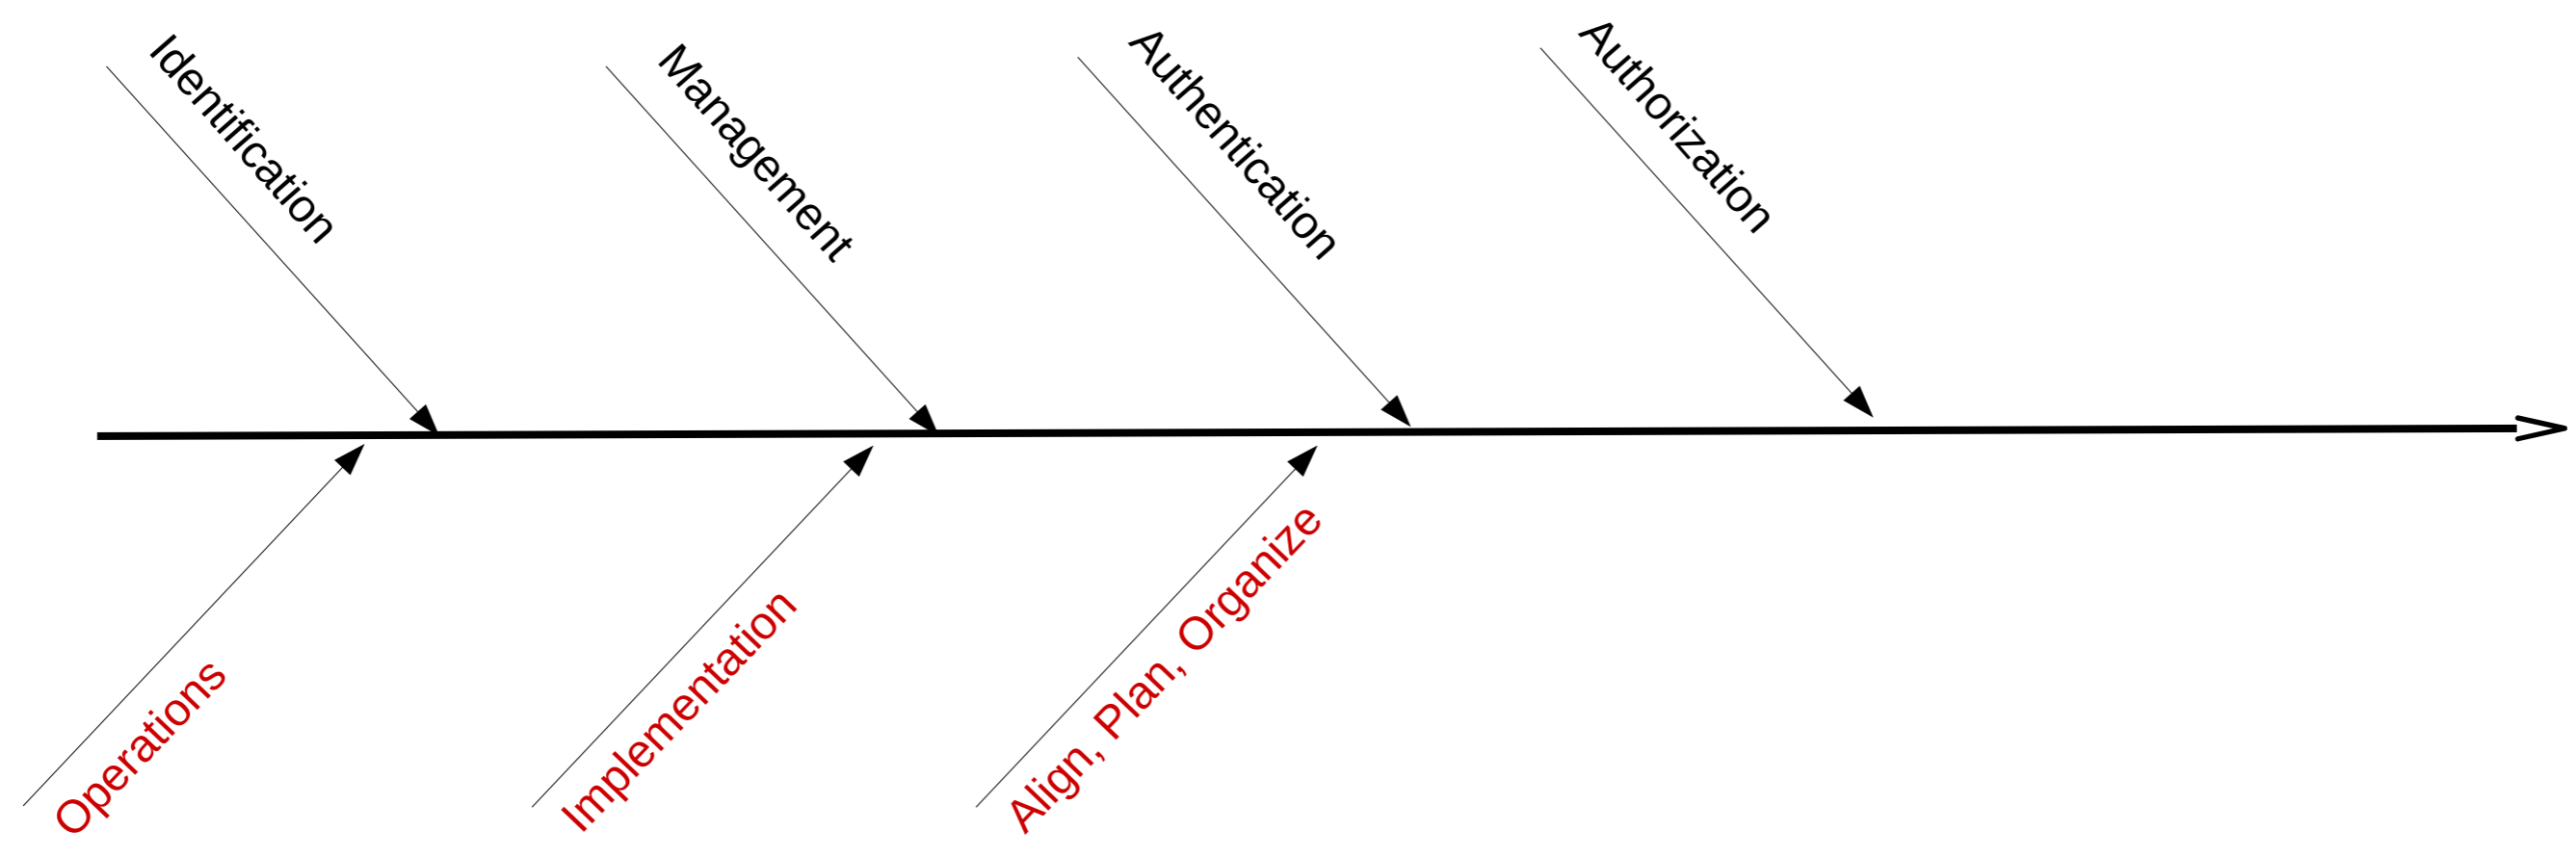 Identification
Management
Authentication
Authorization
Operations
Implementation
Align, Plan, Organize